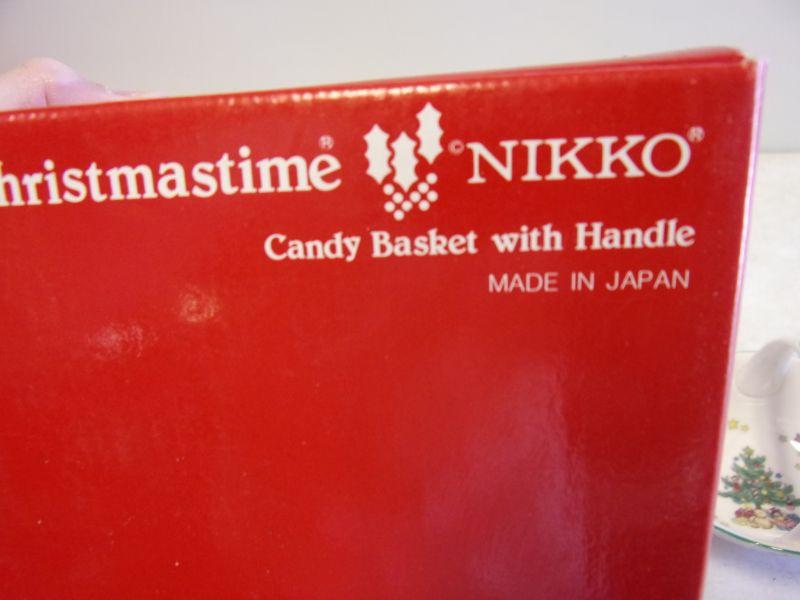 hristmastime® ©NIKKO®
Candy Basket with Handle
MADE IN JAPAN